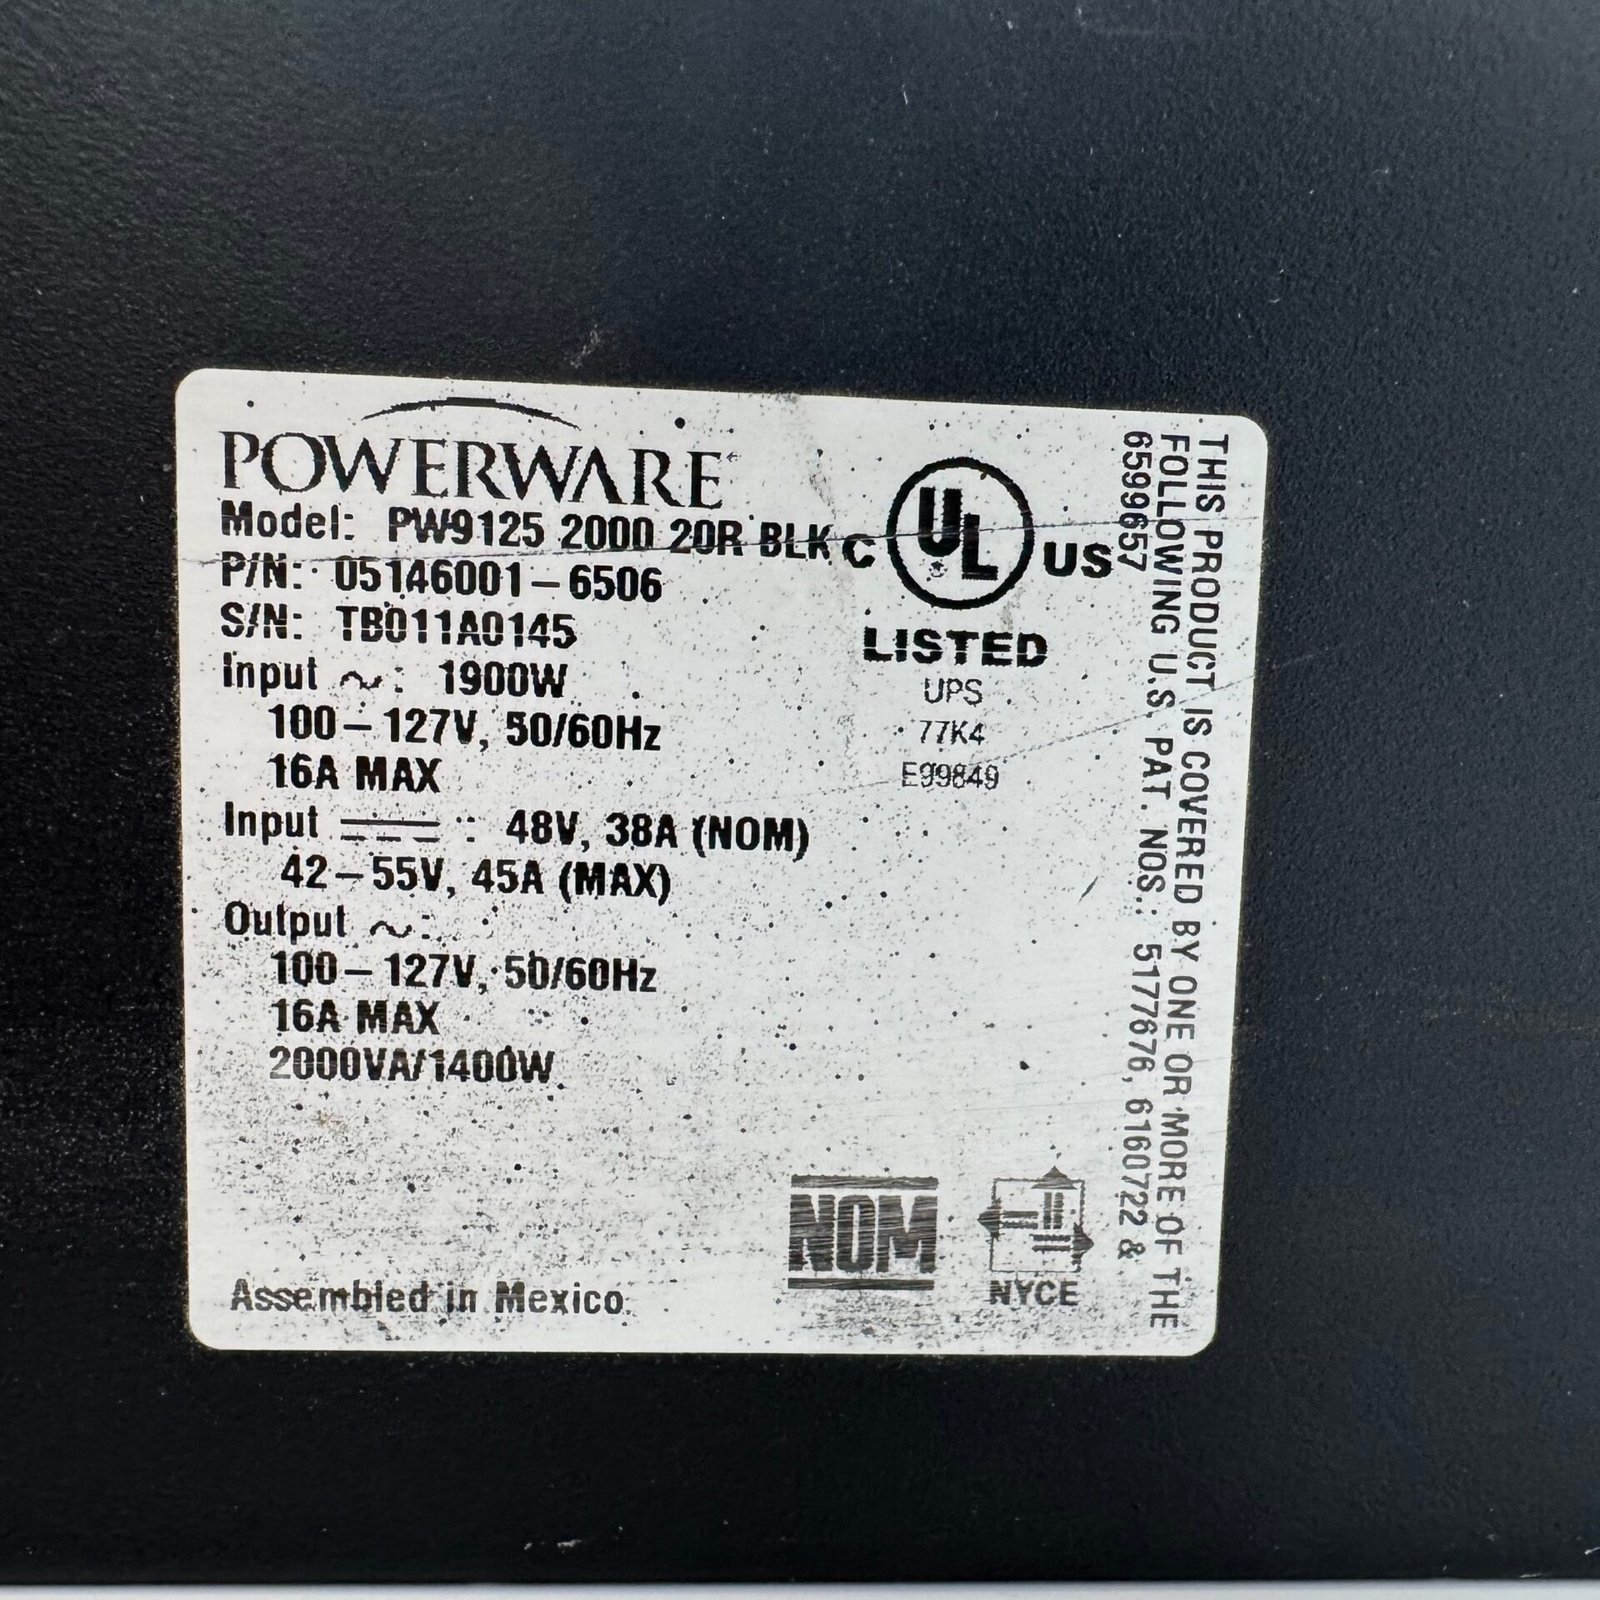 POWERWARE
Model: PW9125 2000 20R BLK
P/N: 05146001-6506
S/N: TB011A0145
Input ∼: 1900W
100-127V, 50/60Hz
16A MAX
Input ⎓: 48V, 38A (NOM)
42-55V, 45A (MAX)
Output ∼:
100-127V, 50/60Hz
16A MAX
2000VA/1400W
Assembled in Mexico
C UL US
LISTED
UPS
77K4
E99849
NOM
NYCE
THIS PRODUCT IS COVERED BY ONE OR MORE OF THE
FOLLOWING U.S. PAT. NOS.: 5177676, 6160722 &
6599657